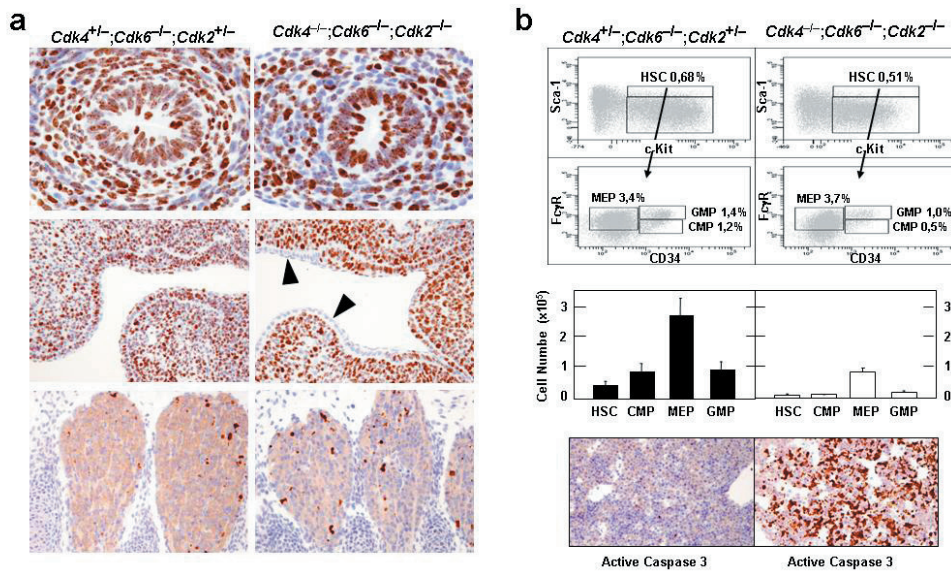 a
Cdk4+/–;Cdk6–/–;Cdk2+/–
Cdk4–/–;Cdk6–/–;Cdk2–/–
b
Cdk4+/–;Cdk6–/–;Cdk2+/–
Cdk4–/–;Cdk6–/–;Cdk2–/–
Sca-1
HSC 0,68%
HSC 0,51%
c-Kit
c-Kit
FcγR
MEP 3,4%
GMP 1,4%
CMP 1,2%
MEP 3,7%
GMP 1,0%
CMP 0,5%
CD34
CD34
Cell Numbe (x10⁵)
3
2
1
0
3
2
1
0
HSC CMP MEP GMP
HSC CMP MEP GMP
Active Caspase 3
Active Caspase 3